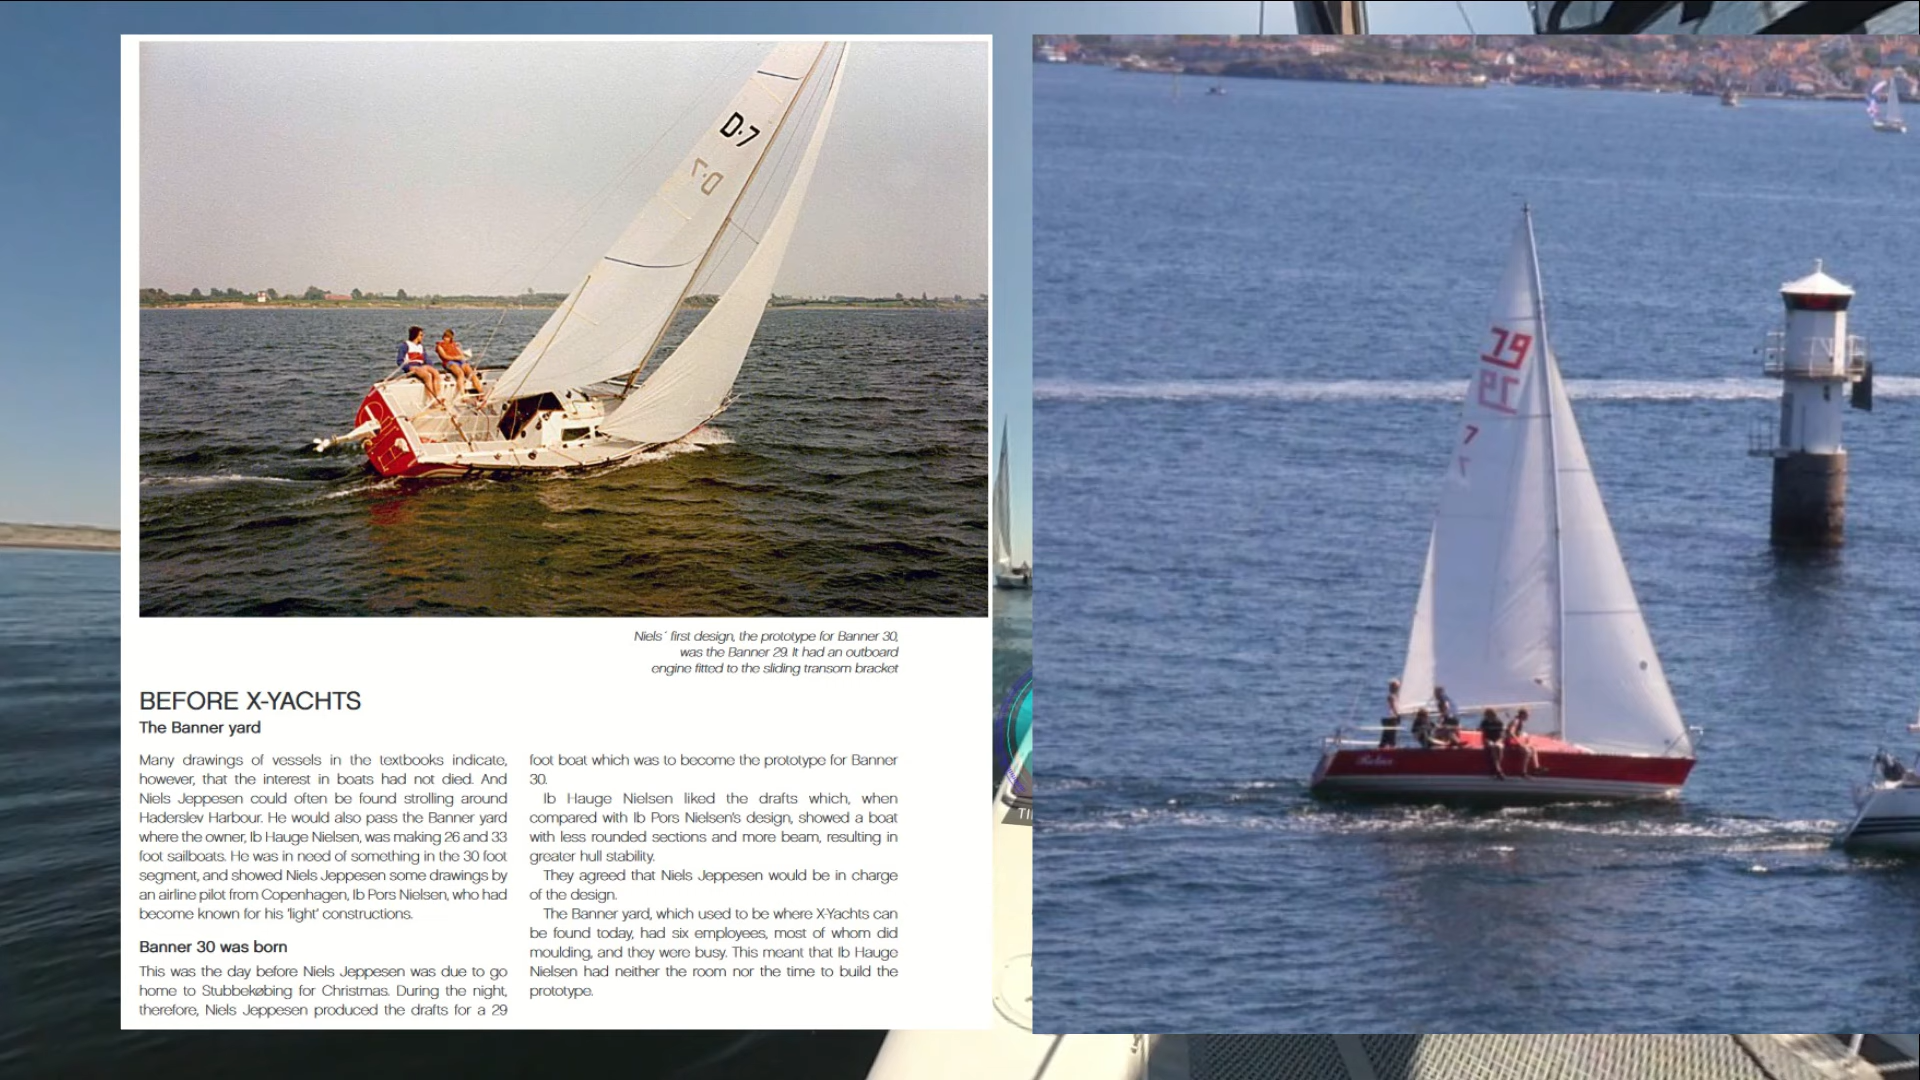 D·7
D·7
Niels´ first design, the prototype for Banner 30,
was the Banner 29. It had an outboard
engine fitted to the sliding transom bracket
BEFORE X-YACHTS
The Banner yard
Many drawings of vessels in the textbooks indicate,
however, that the interest in boats had not died. And
Niels Jeppesen could often be found strolling around
Haderslev Harbour. He would also pass the Banner yard
where the owner, Ib Hauge Nielsen, was making 26 and 33
foot sailboats. He was in need of something in the 30 foot
segment, and showed Niels Jeppesen some drawings by
an airline pilot from Copenhagen, Ib Pors Nielsen, who had
become known for his 'light' constructions.
Banner 30 was born
This was the day before Niels Jeppesen was due to go
home to Stubbekøbing for Christmas. During the night,
therefore, Niels Jeppesen produced the drafts for a 29
foot boat which was to become the prototype for Banner
30.
Ib Hauge Nielsen liked the drafts which, when
compared with Ib Pors Nielsen's design, showed a boat
with less rounded sections and more beam, resulting in
greater hull stability.
They agreed that Niels Jeppesen would be in charge
of the design.
The Banner yard, which used to be where X-Yachts can
be found today, had six employees, most of whom did
moulding, and they were busy. This meant that Ib Hauge
Nielsen had neither the room nor the time to build the
prototype.
79
79
7
7